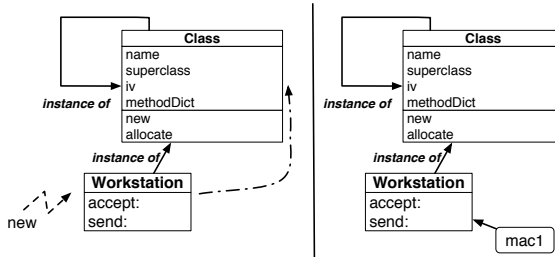 Class
name
superclass
iv
methodDict
instance of
new
allocate
instance of
Workstation
accept:
send:
new
Class
name
superclass
iv
methodDict
instance of
new
allocate
instance of
Workstation
accept:
send:
mac1